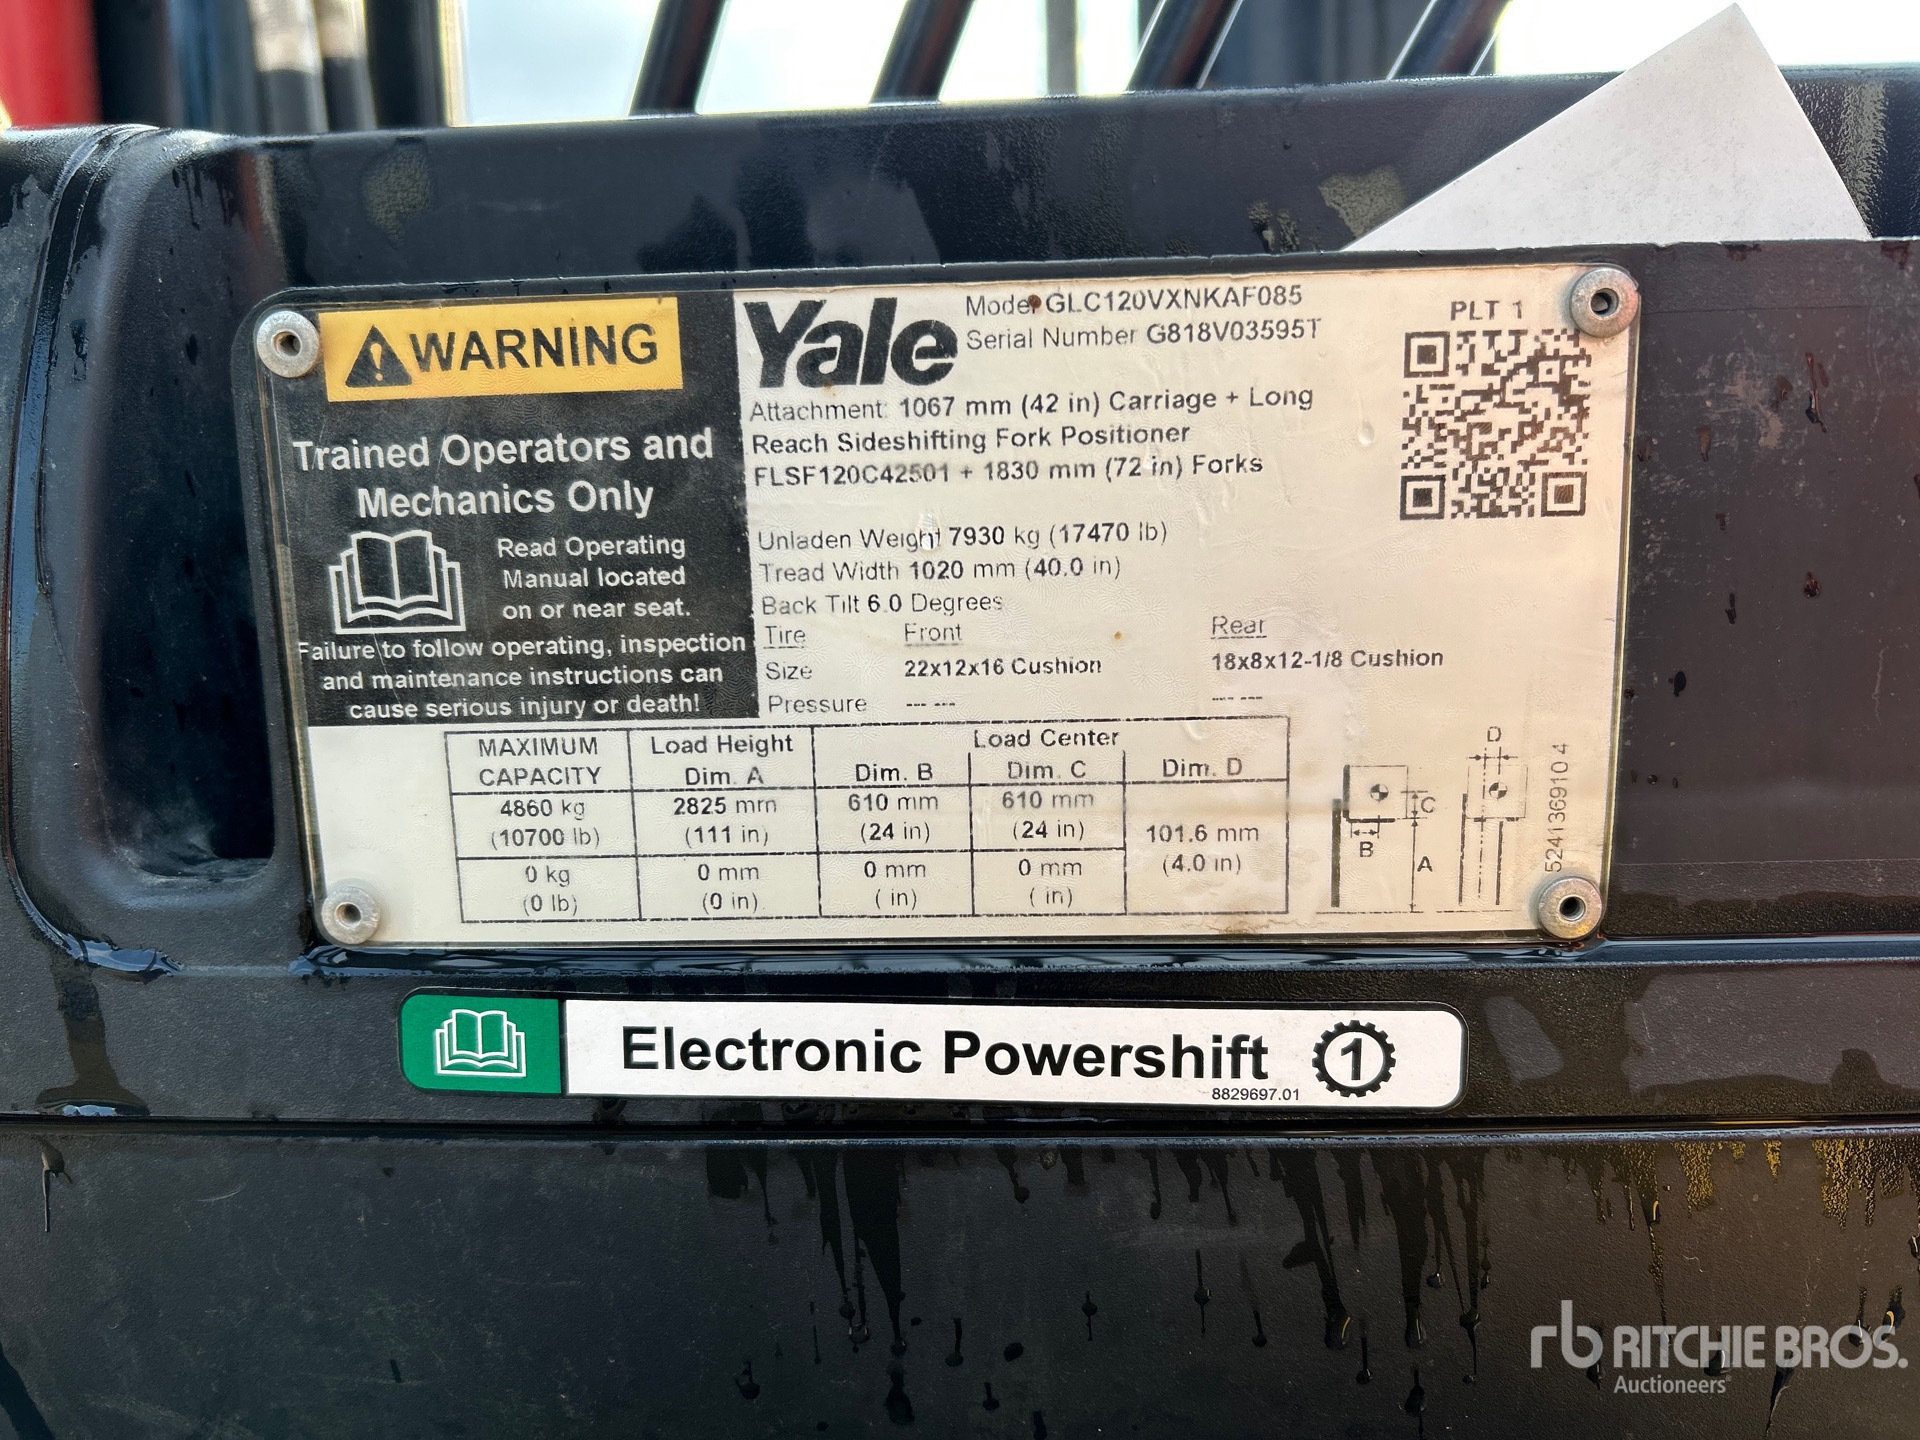 WARNING
Trained Operators and
Mechanics Only
Read Operating
Manual located
on or near seat.
Failure to follow operating, inspection
and maintenance instructions can
cause serious injury or death!
Yale
Model GLC120VXNKAF085
Serial Number G818V03595T
PLT 1
Attachment: 1067 mm (42 in) Carriage + Long
Reach Sideshifting Fork Positioner
FLSF120C42501 + 1830 mm (72 in) Forks
Unladen Weight 7930 kg (17470 lb)
Tread Width 1020 mm (40.0 in)
Back Tilt 6.0 Degrees
Tire Front Rear
Size 22x12x16 Cushion 18x8x12-1/8 Cushion
Pressure --- --- --- ---
MAXIMUM CAPACITY Load Height Dim. A Load Center
Dim. B Dim. C Dim. D
4860 kg 2825 mm 610 mm 610 mm 101.6 mm
(10700 lb) (111 in) (24 in) (24 in) (4.0 in)
0 kg 0 mm 0 mm 0 mm
(0 lb) (0 in) ( in) ( in)
D
C
B
A
524136910 4
Electronic Powershift 1
8829697.01
rb RITCHIE BROS.
Auctioneers